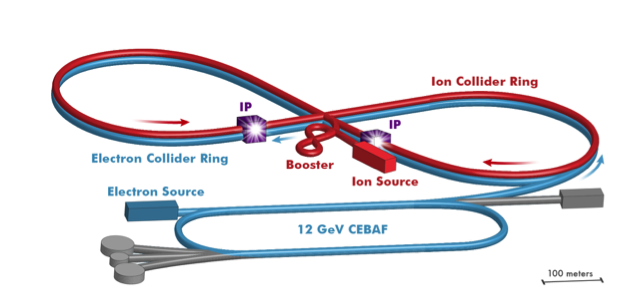 Ion Collider Ring
IP
IP
Electron Collider Ring
Booster
Ion Source
Electron Source
12 GeV CEBAF
100 meters